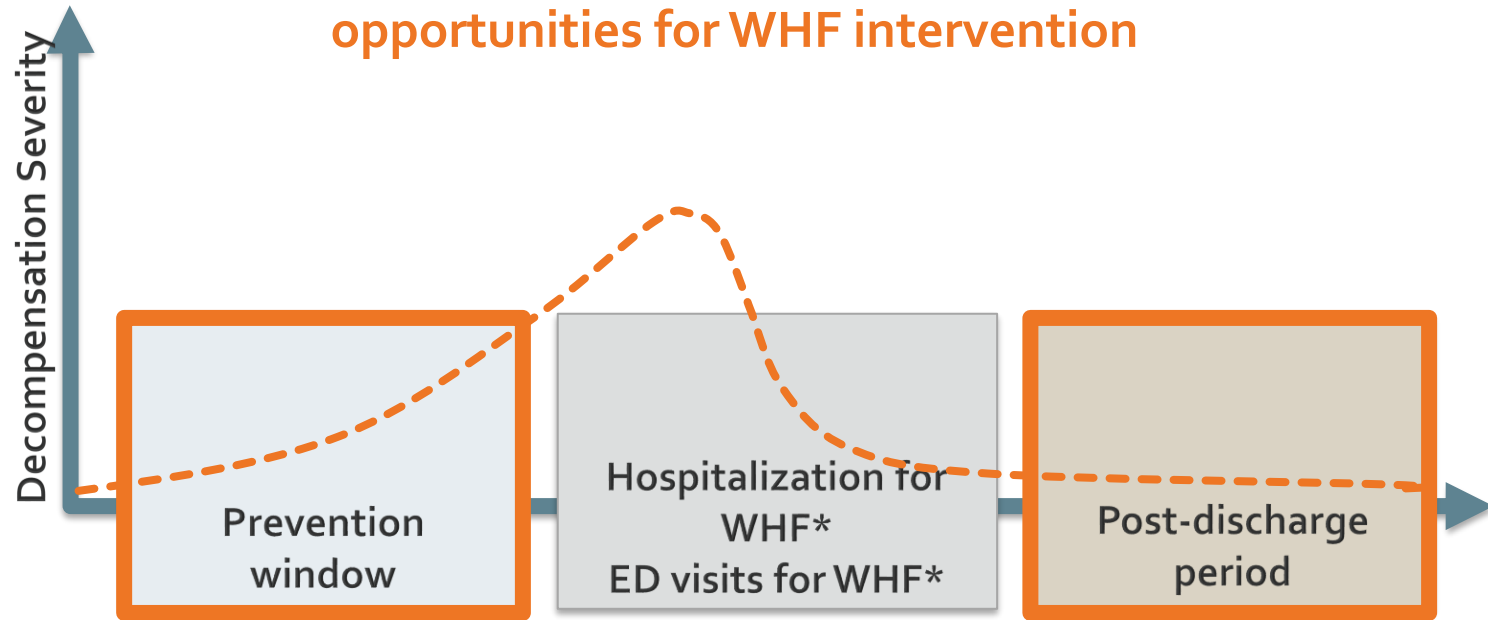 opportunities for WHF intervention
Decompensation Severity
Prevention
window
Hospitalization for
WHF*
ED visits for WHF*
Post-discharge
period